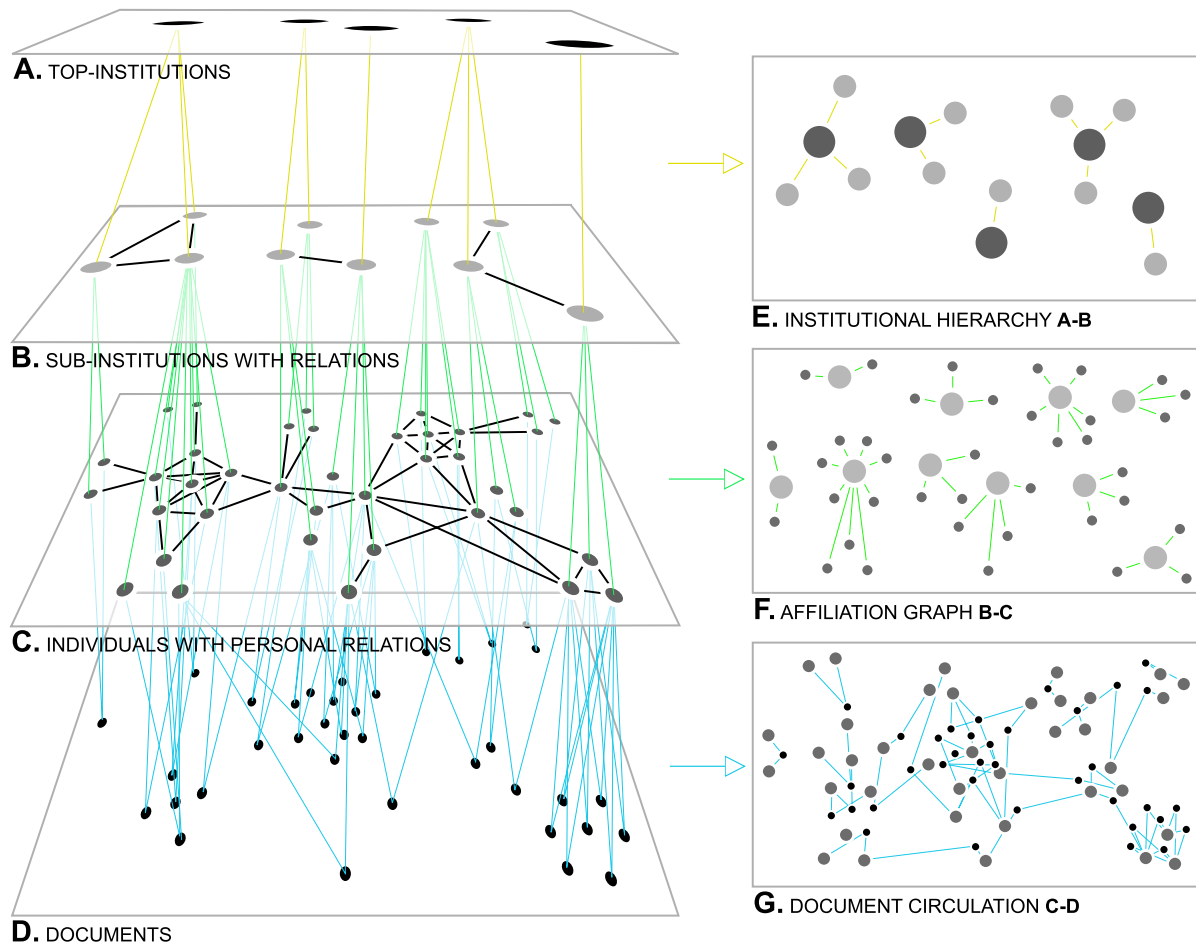 A. TOP-INSTITUTIONS
B. SUB-INSTITUTIONS WITH RELATIONS
C. INDIVIDUALS WITH PERSONAL RELATIONS
D. DOCUMENTS
E. INSTITUTIONAL HIERARCHY A-B
F. AFFILIATION GRAPH B-C
G. DOCUMENT CIRCULATION C-D